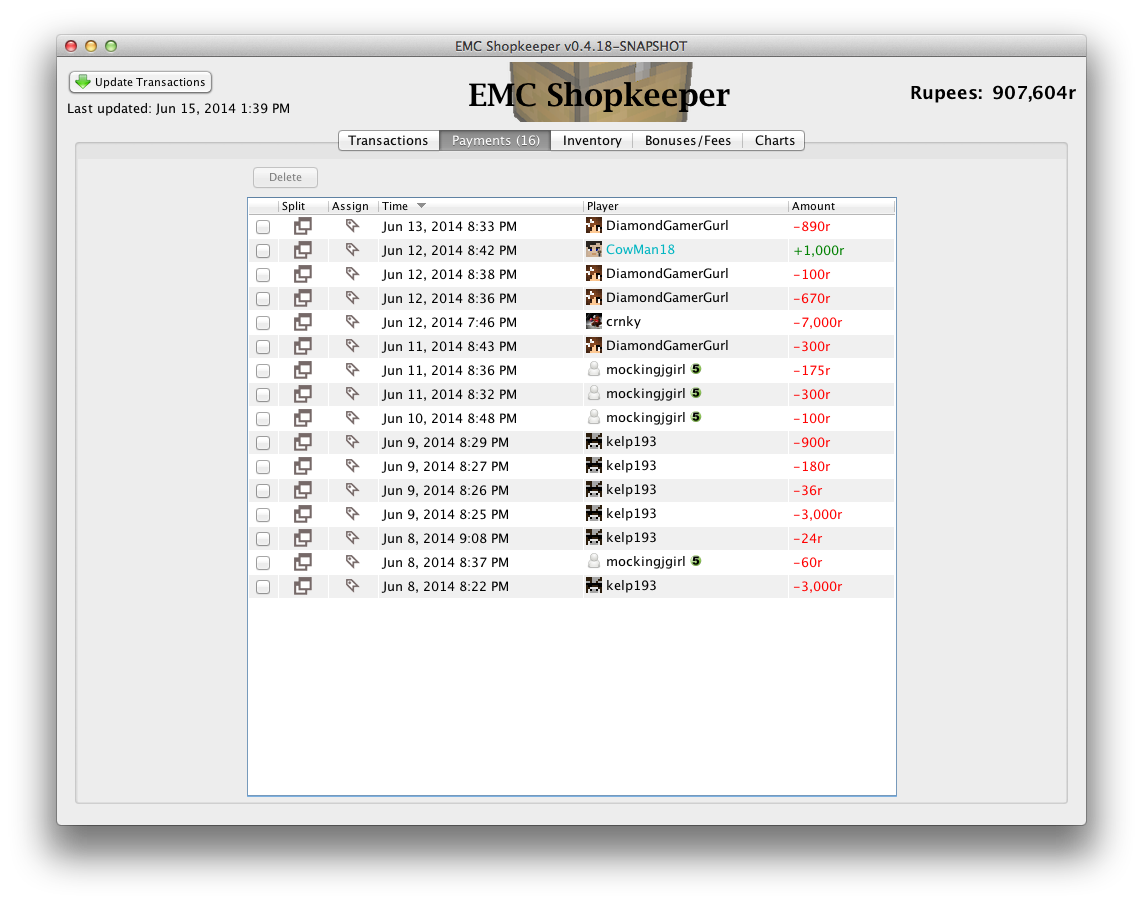 EMC Shopkeeper v0.4.18-SNAPSHOT
Update Transactions
Last updated: Jun 15, 2014 1:39 PM
EMC Shopkeeper
Rupees: 907,604r
Transactions Payments (16) Inventory Bonuses/Fees Charts
Delete
Split Assign Time Player Amount
Jun 13, 2014 8:33 PM DiamondGamerGurl -890r
Jun 12, 2014 8:42 PM CowMan18 +1,000r
Jun 12, 2014 8:38 PM DiamondGamerGurl -100r
Jun 12, 2014 8:36 PM DiamondGamerGurl -670r
Jun 12, 2014 7:46 PM crnky -7,000r
Jun 11, 2014 8:43 PM DiamondGamerGurl -300r
Jun 11, 2014 8:36 PM mockingjgirl 5 -175r
Jun 11, 2014 8:32 PM mockingjgirl 5 -300r
Jun 10, 2014 8:48 PM mockingjgirl 5 -100r
Jun 9, 2014 8:29 PM kelp193 -900r
Jun 9, 2014 8:27 PM kelp193 -180r
Jun 9, 2014 8:26 PM kelp193 -36r
Jun 9, 2014 8:25 PM kelp193 -3,000r
Jun 8, 2014 9:08 PM kelp193 -24r
Jun 8, 2014 8:37 PM mockingjgirl 5 -60r
Jun 8, 2014 8:22 PM kelp193 -3,000r